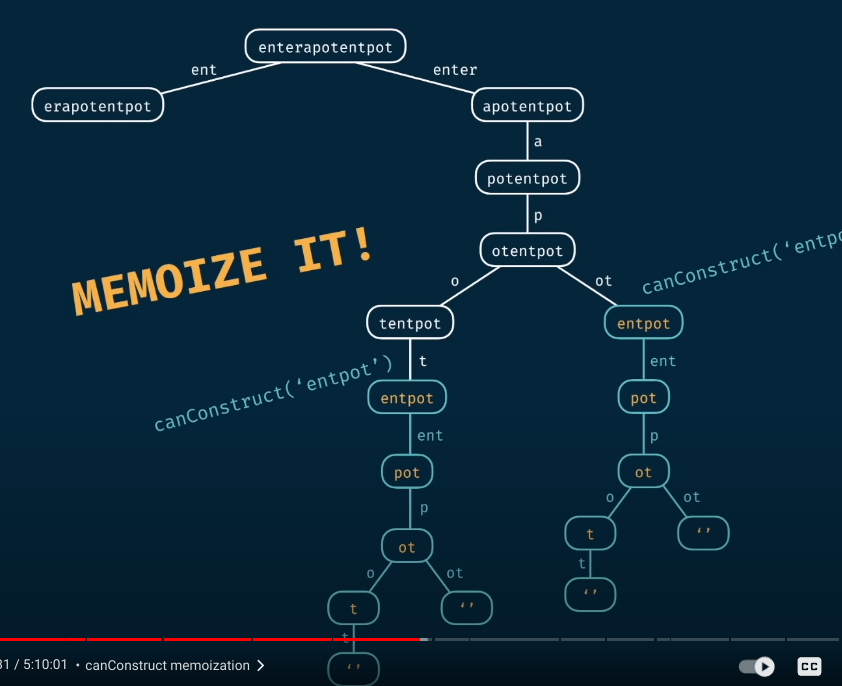 enterapotentpot
ent
enter
erapotentpot
apotentpot
a
potentpot
p
MEMOIZE IT!
otentpot
canConstruct(‘entpo
o
ot
tentpot
entpot
t
ent
canConstruct(‘entpot’)
entpot
pot
ent
p
pot
ot
p
o
ot
ot
t
‘’
o
ot
t
t
‘’
‘’
‘’
t
‘’
31 / 5:10:01 • canConstruct memoization >
CC